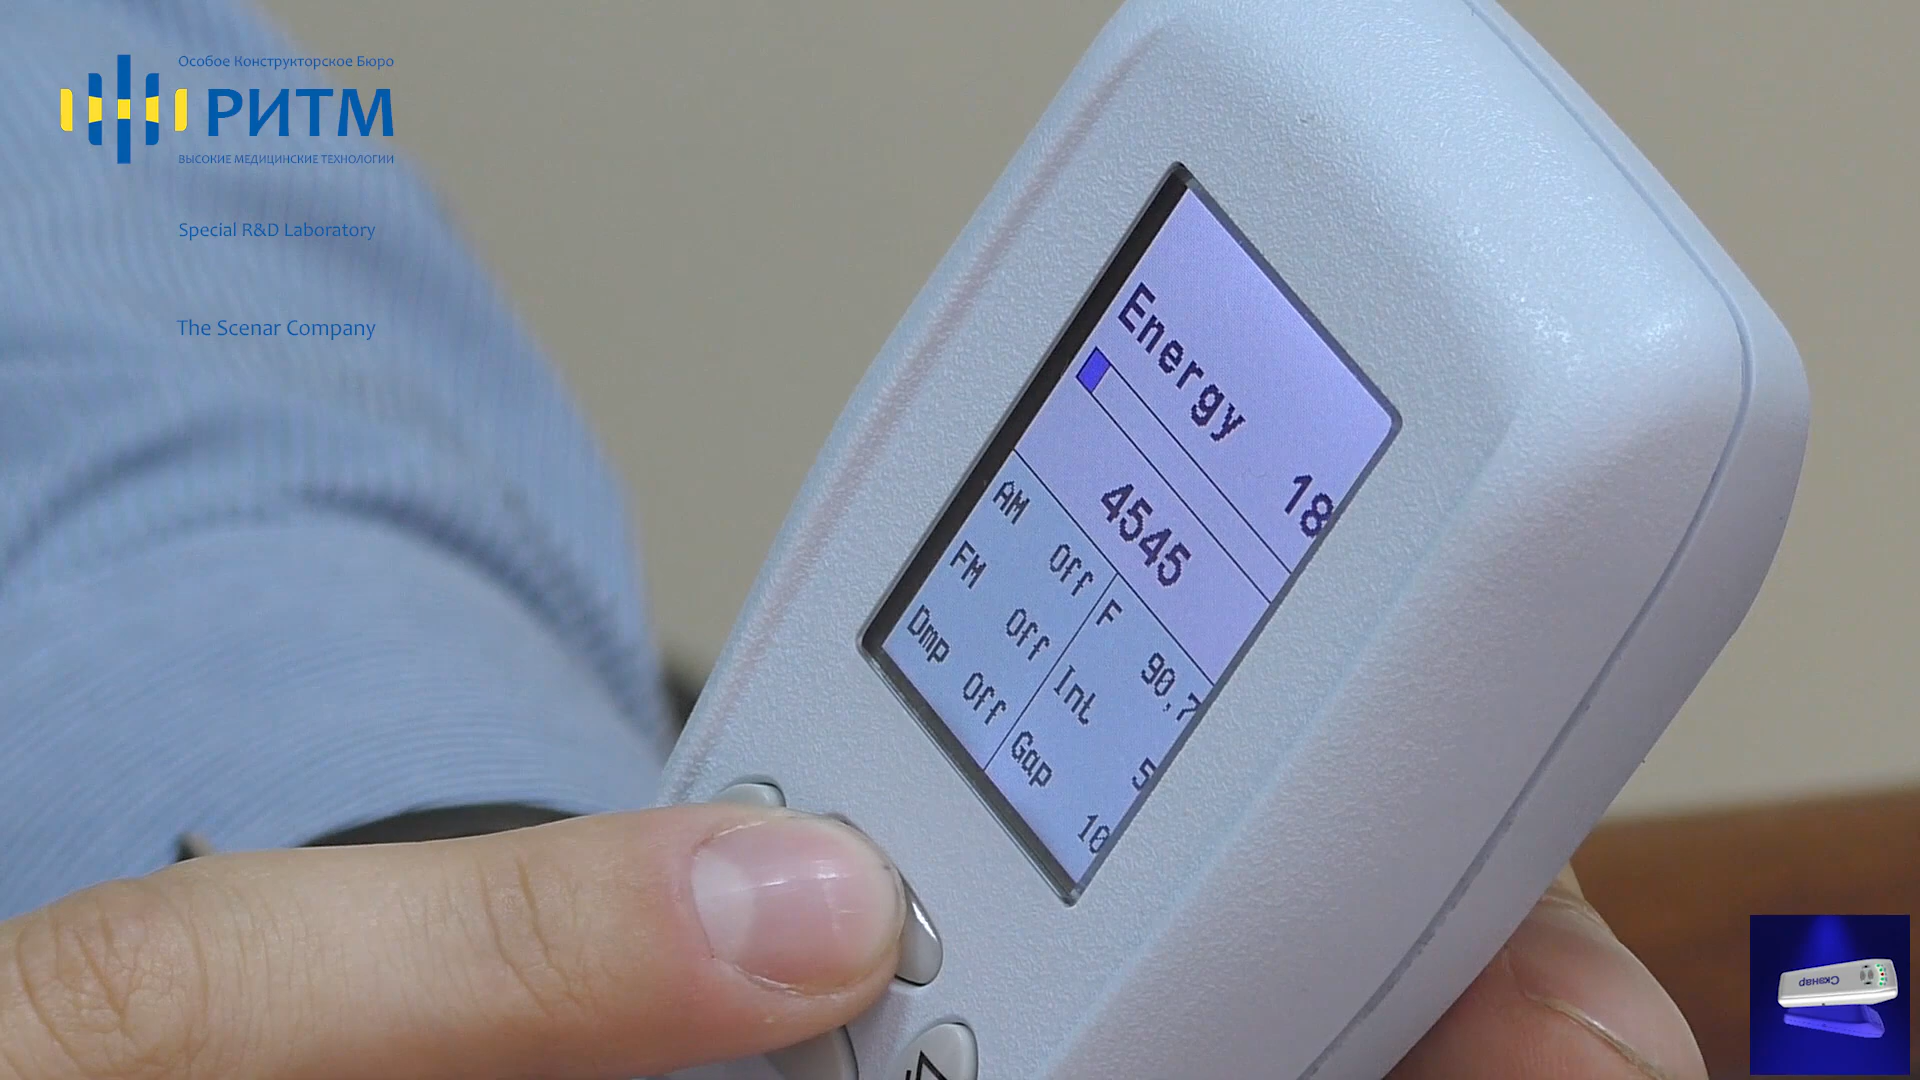 Особое Конструкторское Бюро
РИТМ
ВЫСОКИЕ МЕДИЦИНСКИЕ ТЕХНОЛОГИИ
Special R&D Laboratory
The Scenar Company
Energy
18
4545
AM Off
FM Off
Dmp Off
F 90,7
Int 5
Gap 10
Скэнар